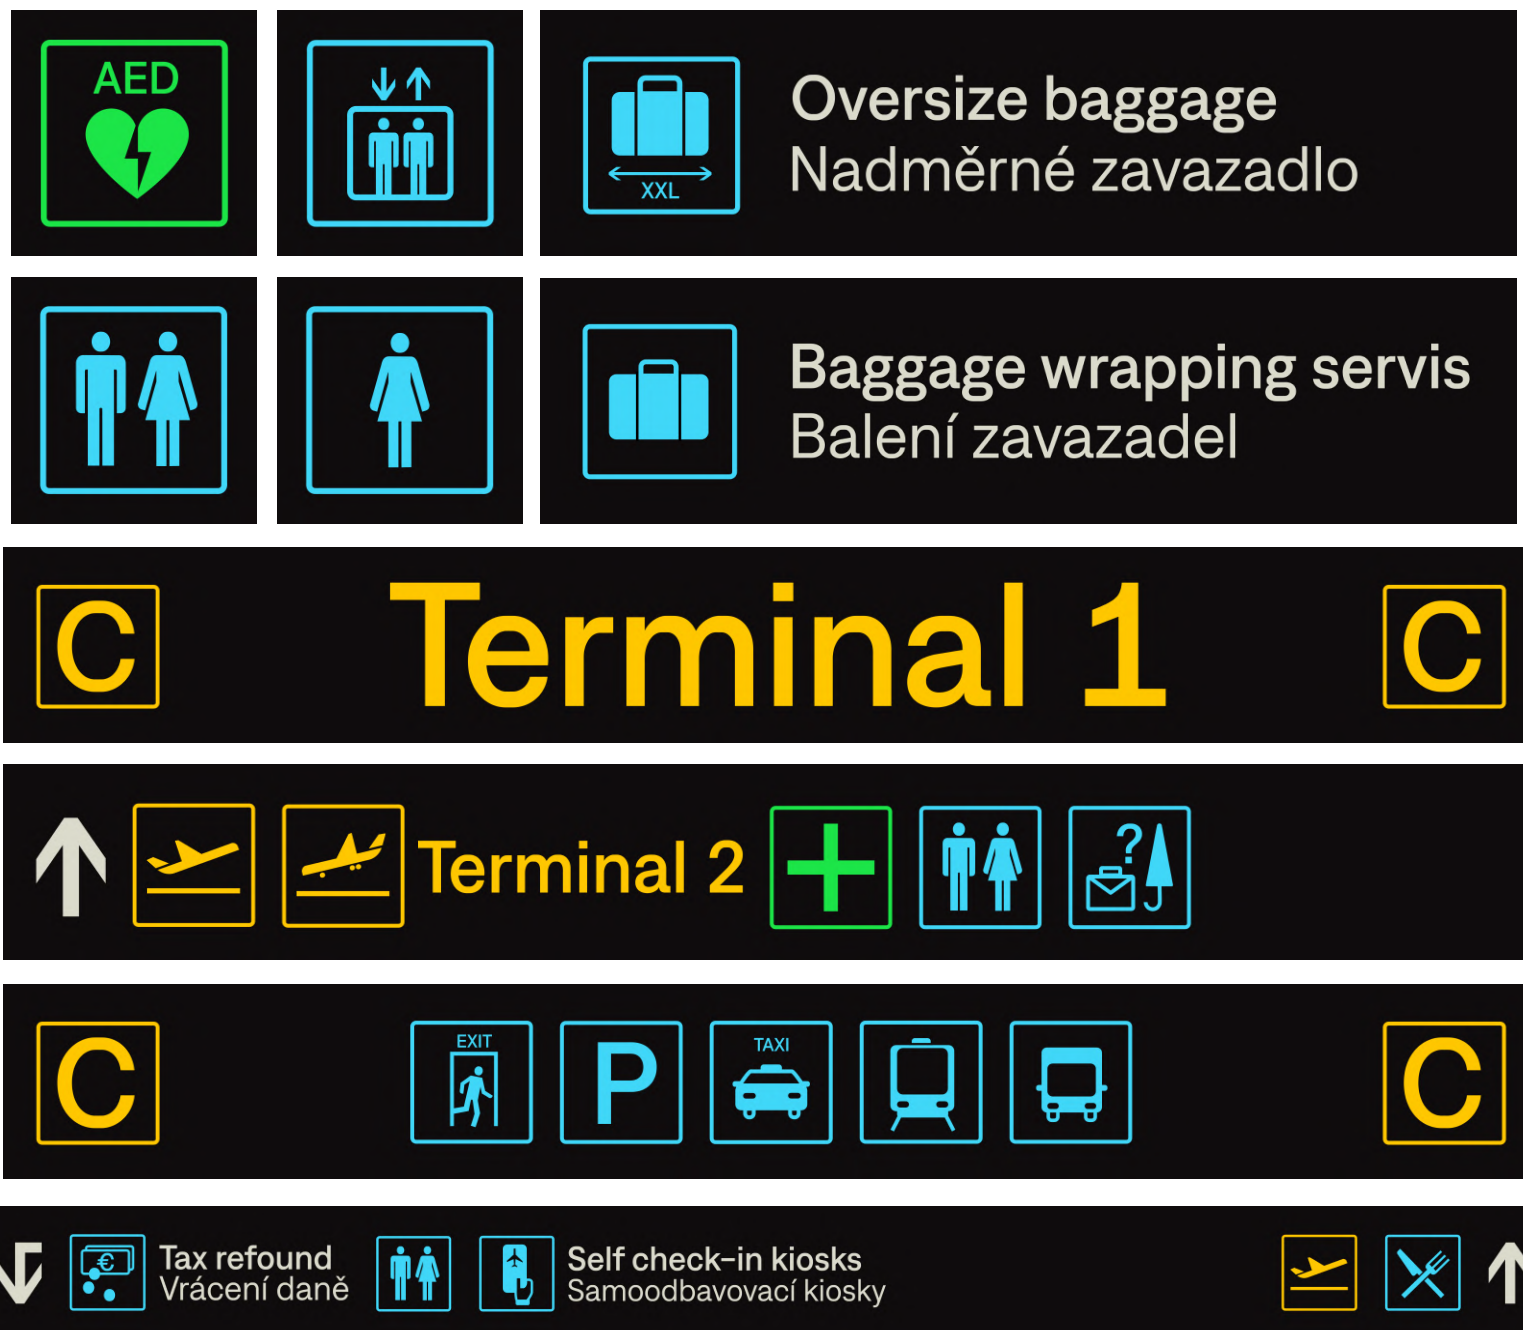 AED
XXL
Oversize baggage
Nadměrné zavazadlo
Baggage wrapping servis
Balení zavazadel
C
Terminal 1
C
Terminal 2
?
C
EXIT
P
TAXI
C
€
Tax refound
Vrácení daně
Self check-in kiosks
Samoodbavovací kiosky